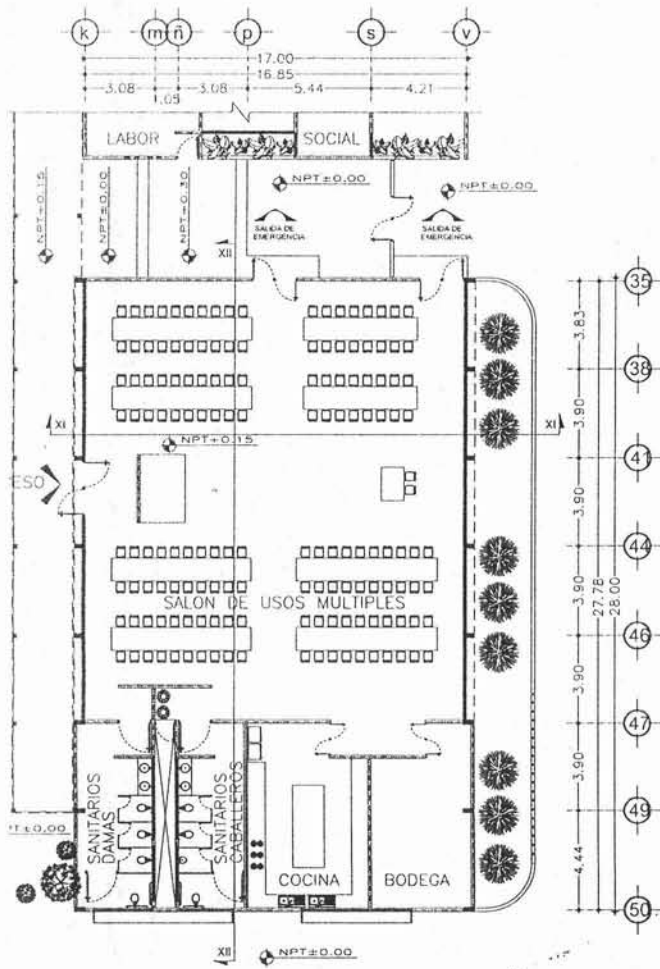 k m ñ p s v
17.00
16.85
3.08 3.08 5.44 4.21
1.05
LABOR SOCIAL
NPT±0.00
NPT±0.00
SALIDA DE EMERGENCIA
SALIDA DE EMERGENCIA
NPT+0.15
NPT±0.00
XII
35
3.83
38
3.90
XI XI
NPT+0.15
41
ESO
3.90
44
3.90
27.78
28.00
SALON DE USOS MULTIPLES
46
3.90
47
3.90
SANITARIOS DAMAS
SANITARIOS CABALLEROS
49
4.44
COCINA BODEGA
50
XII
NPT±0.00